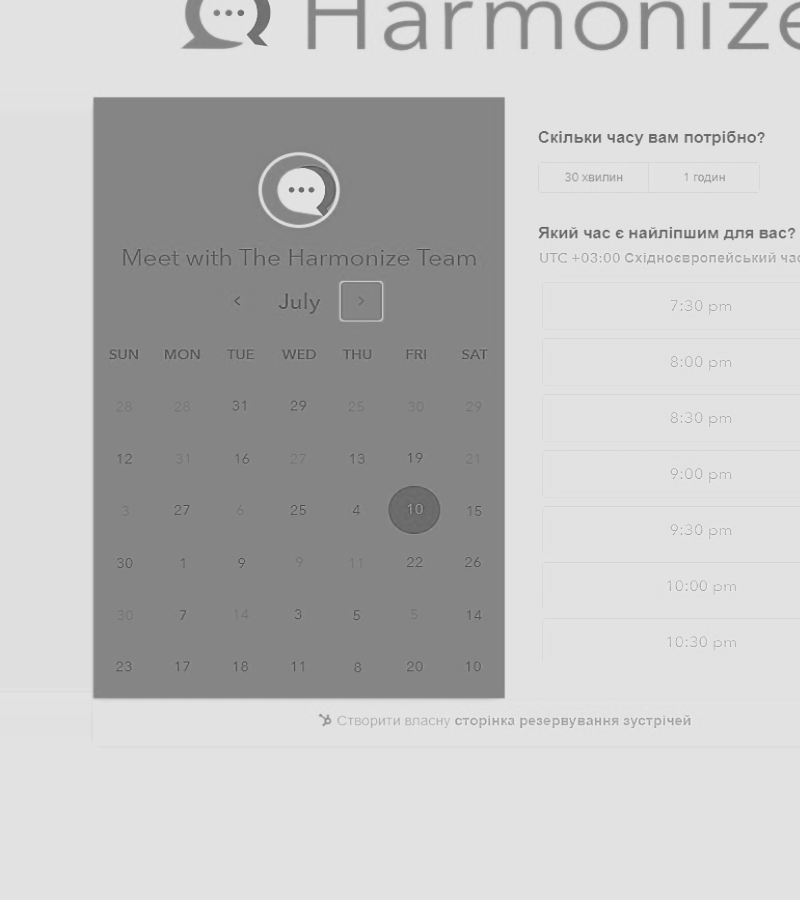 Harmonize
Meet with The Harmonize Team
July
SUN MON TUE WED THU FRI SAT
28 28 31 29 25 30 29
12 31 16 27 13 19 21
3 27 6 25 4 10 15
30 1 9 9 11 22 26
30 7 14 3 5 5 14
23 17 18 11 8 20 10
Скільки часу вам потрібно?
30 хвилин 1 годин
Який час є найліпшим для вас?
UTC +03:00 Східноєвропейський час
7:30 pm
8:00 pm
8:30 pm
9:00 pm
9:30 pm
10:00 pm
10:30 pm
Створити власну сторінка резервування зустрічей